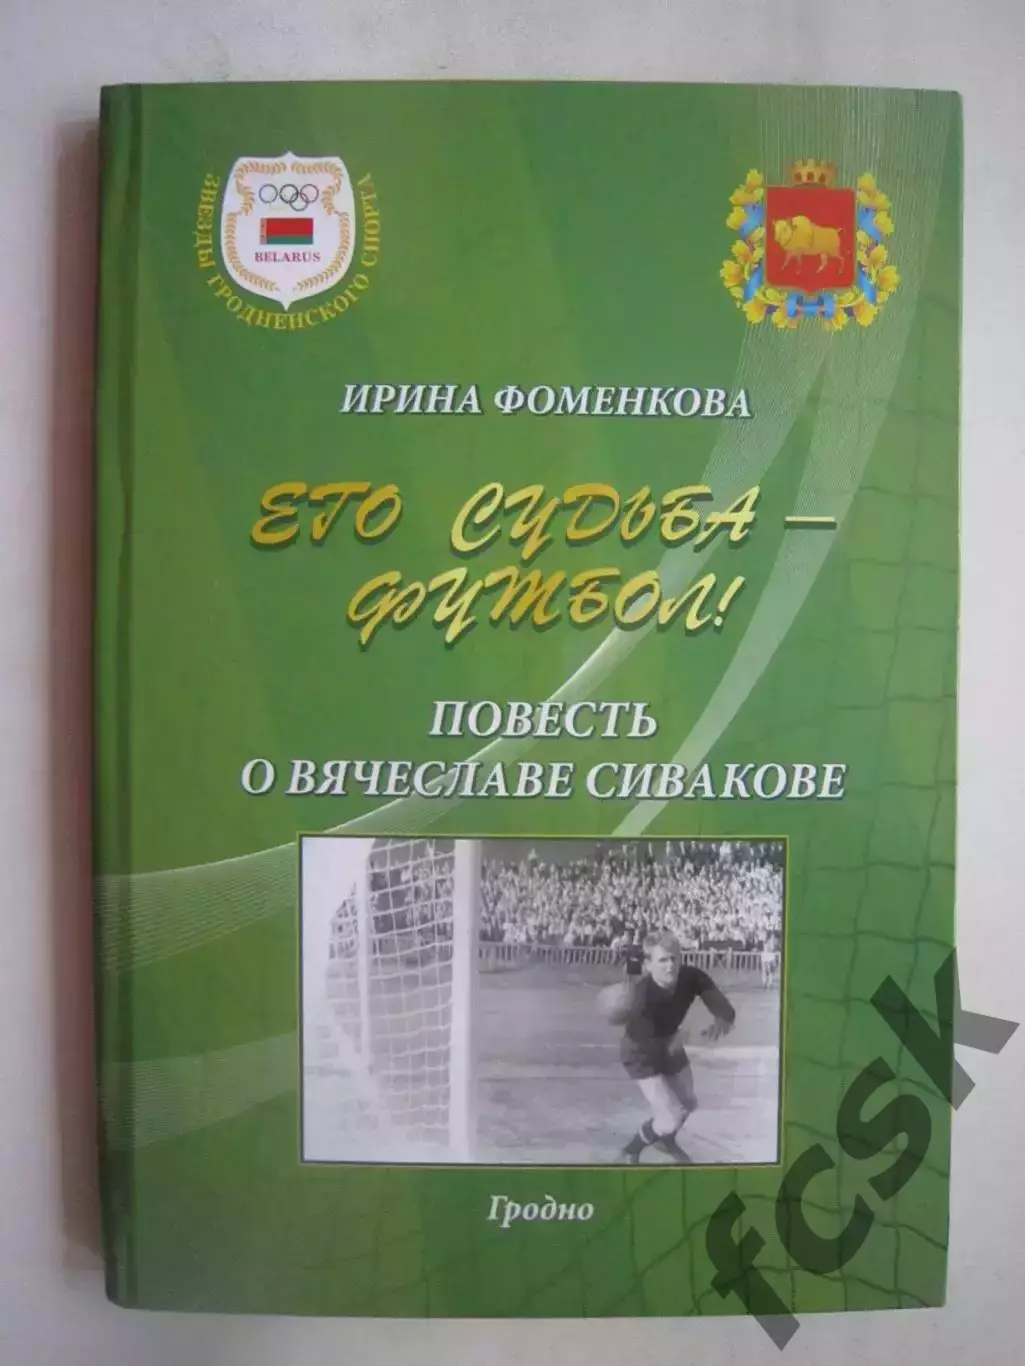 ЗВЕЗДЫ ГРОДНЕНСКОГО СПОРТА
BELARUS
ИРИНА ФОМЕНКОВА
ЕГО СУДЬБА –
ФУТБОЛ!
ПОВЕСТЬ
О ВЯЧЕСЛАВЕ СИВАКОВЕ
Гродно
fcsk